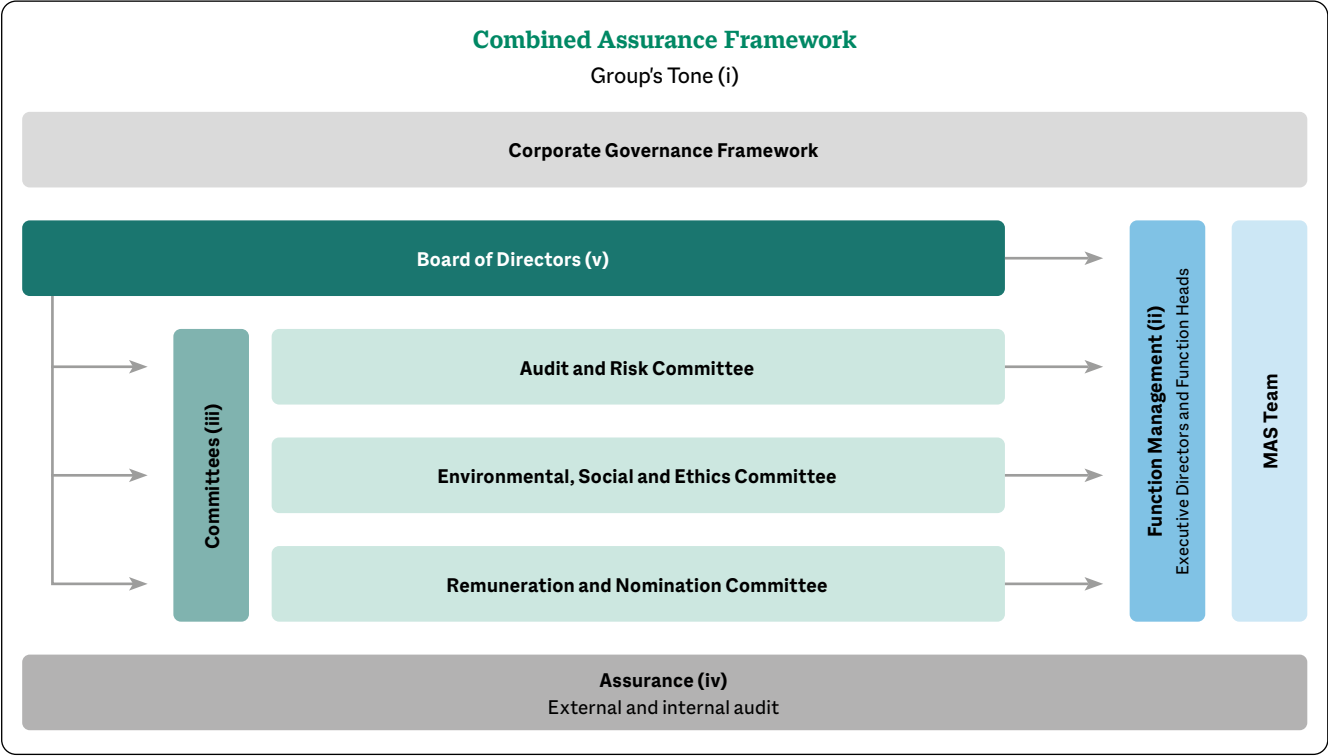 Combined Assurance Framework
Group's Tone (i)
Corporate Governance Framework
Board of Directors (v)
Committees (iii)
Audit and Risk Committee
Environmental, Social and Ethics Committee
Remuneration and Nomination Committee
Function Management (ii)
Executive Directors and Function Heads
MAS Team
Assurance (iv)
External and internal audit